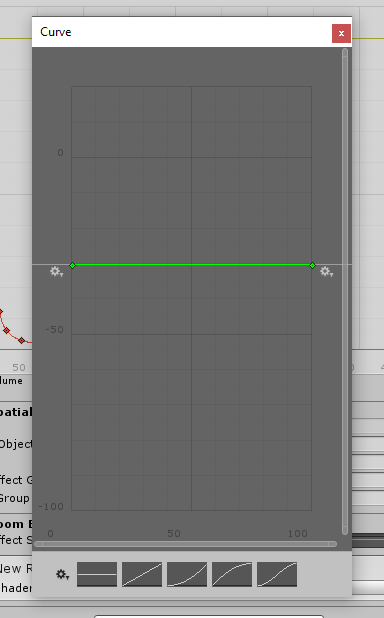 Curve
x
0
-50
-100
0 50 100
50
lume
patial
Object
ffect G
Group
oom E
ffect S
New R
hader